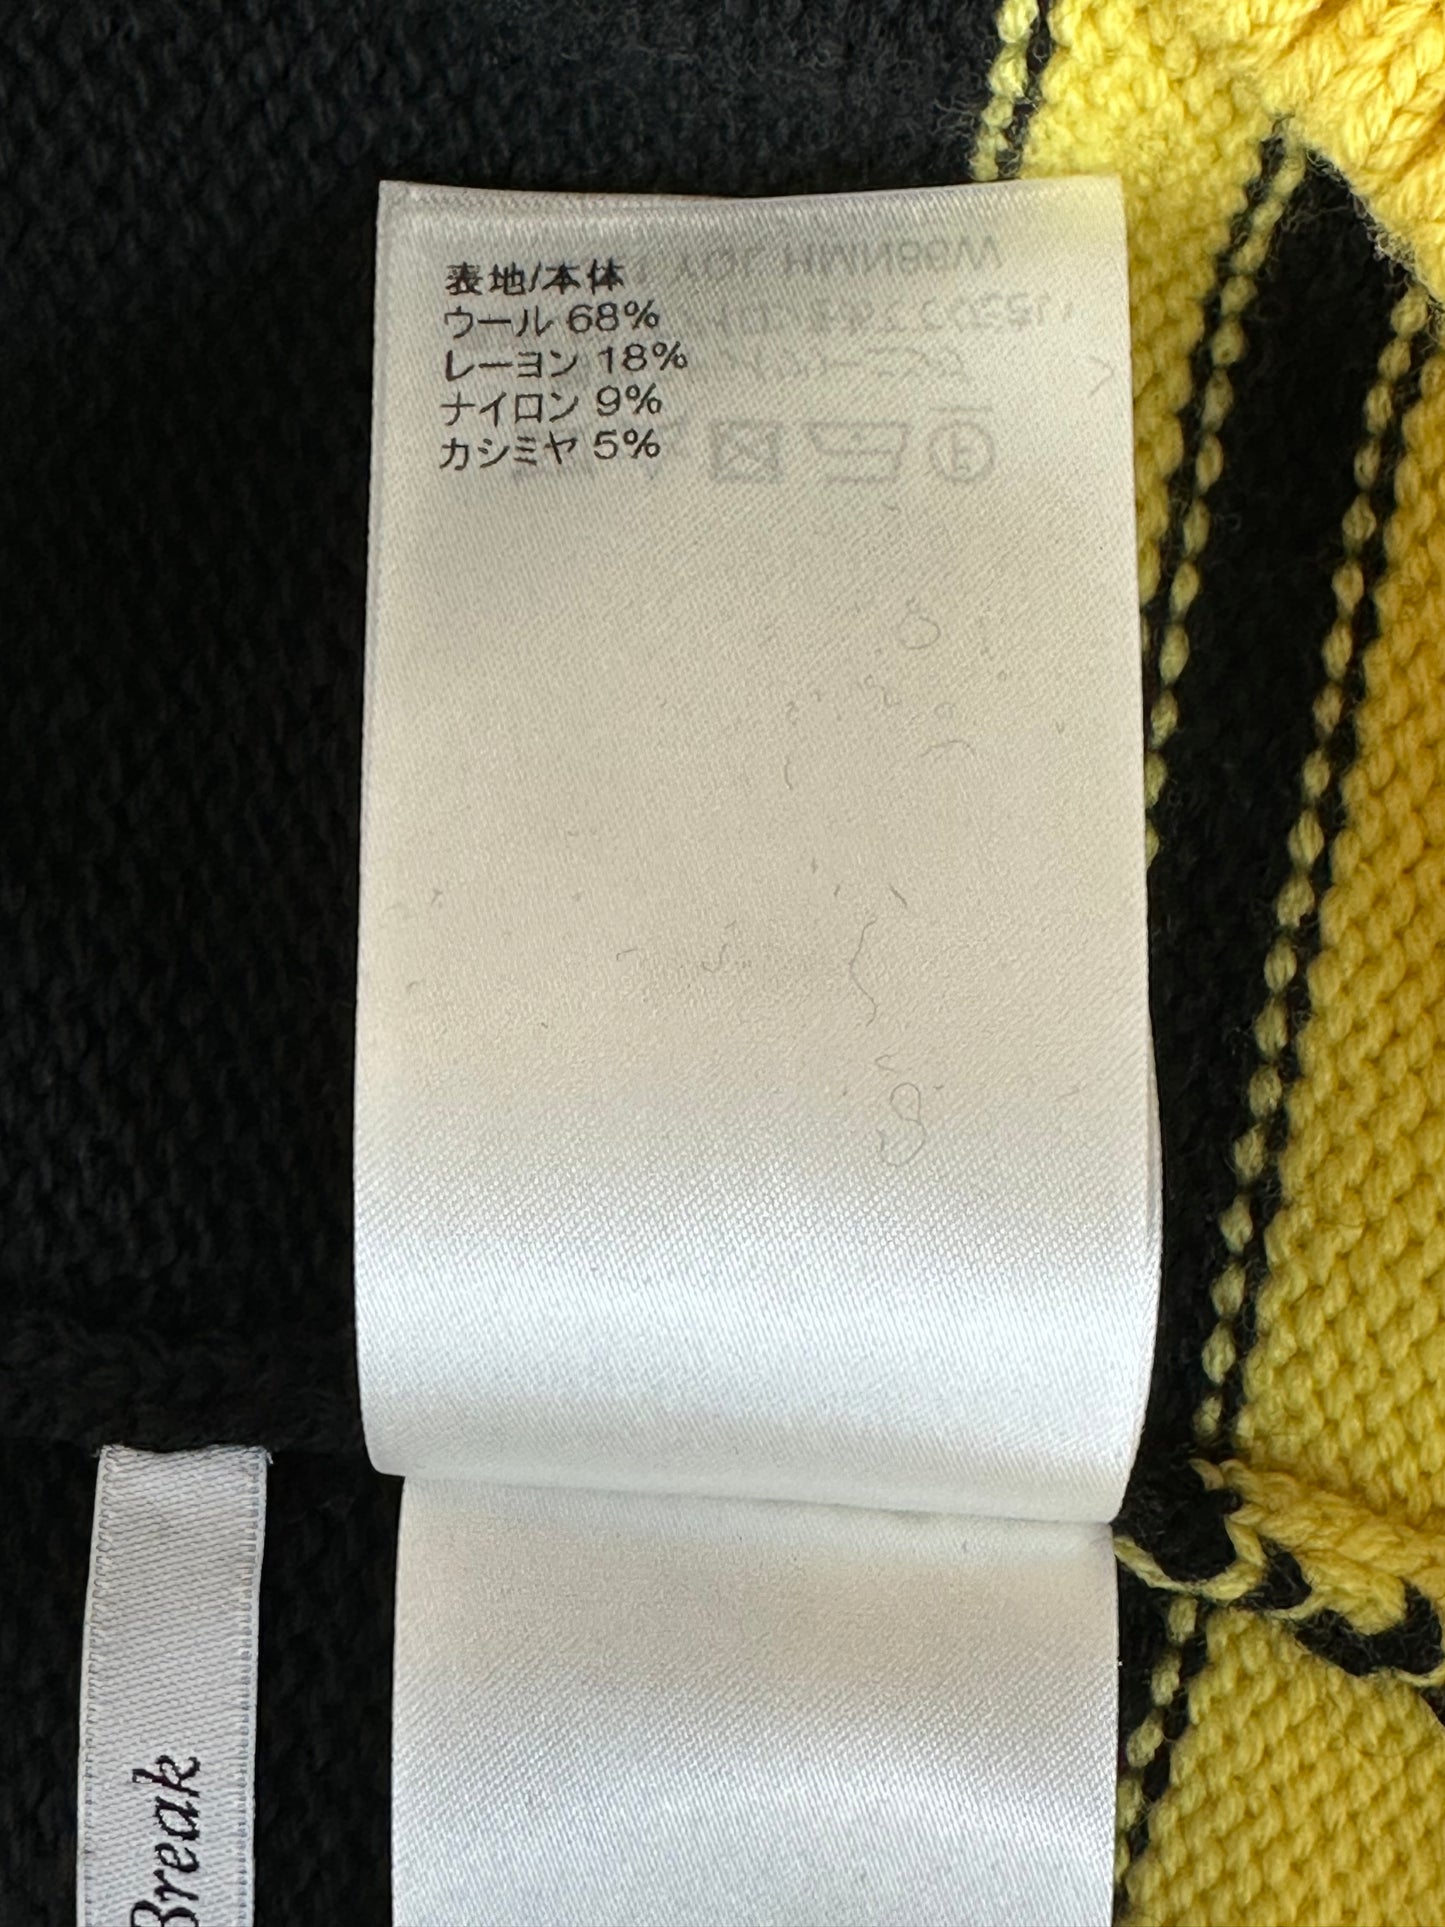 表地/本体
ウール 68%
レーヨン 18%
ナイロン 9%
カシミヤ 5%
Break